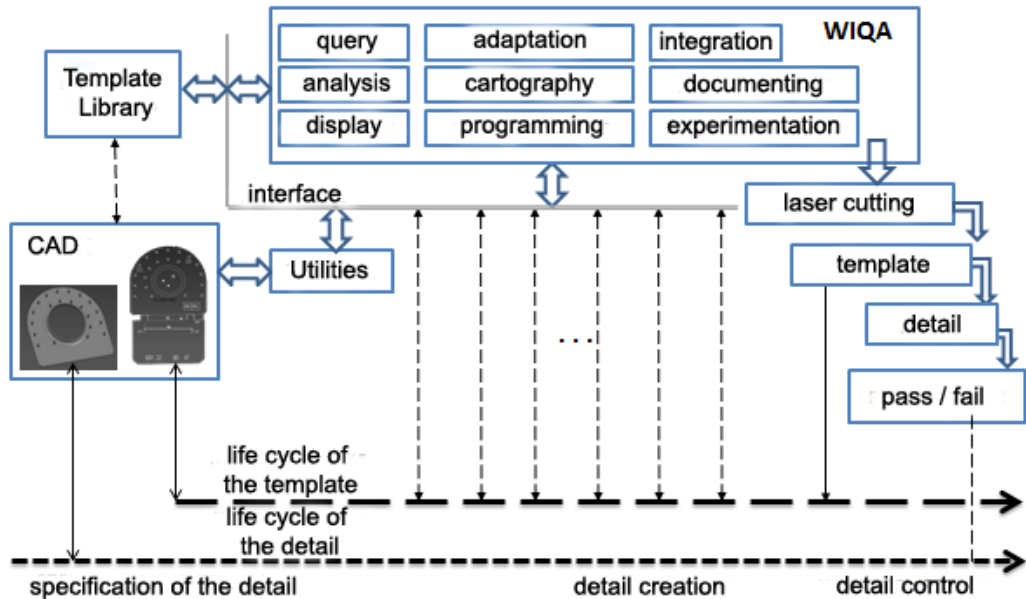 WIQA
query
adaptation
integration
analysis
cartography
documenting
display
programming
experimentation
Template
Library
interface
laser cutting
CAD
Utilities
template
detail
. . .
pass / fail
life cycle of
the template
life cycle of
the detail
specification of the detail
detail creation
detail control